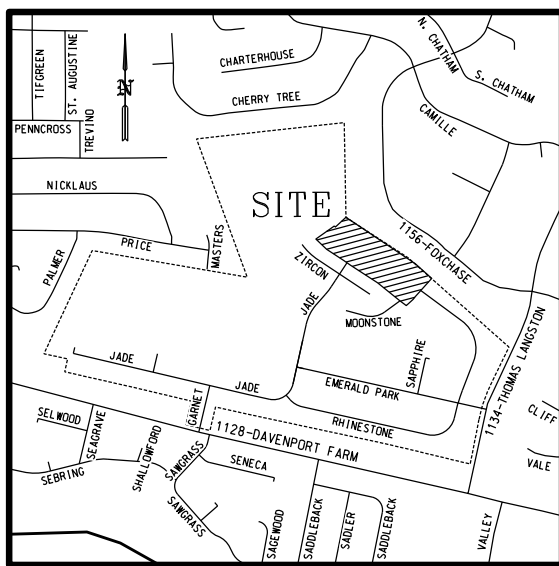 TIFGREEN
ST. AUGUSTINE
TREVINO
PENNCROSS
N
CHARTERHOUSE
CHERRY TREE
N. CHATHAM
S. CHATHAM
CAMILLE
NICKLAUS
PALMER
PRICE
MASTERS
SITE
1156-FOXCHASE
ZIRCON
JADE
MOONSTONE
SAPPHIRE
1134-THOMAS LANGSTON
EMERALD PARK
JADE
JADE
GARNET
RHINESTONE
1128-DAVENPORT FARM
SELWOOD
SEAGRAVE
SEBRING
SHALLOWFORD
SAWGRASS
SAWGRASS
SENECA
SAGEWOOD
SADDLEBACK
SADLER
SADDLEBACK
VALLEY
CLIFF
VALE